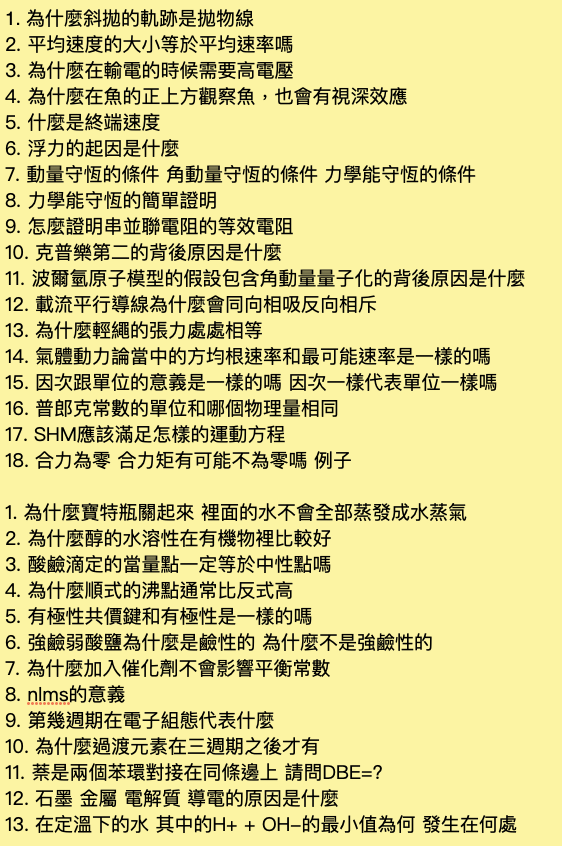 1. 為什麼斜拋的軌跡是拋物線
2. 平均速度的大小等於平均速率嗎
3. 為什麼在輸電的時候需要高電壓
4. 為什麼在魚的正上方觀察魚，也會有視深效應
5. 什麼是終端速度
6. 浮力的起因是什麼
7. 動量守恆的條件 角動量守恆的條件 力學能守恆的條件
8. 力學能守恆的簡單證明
9. 怎麼證明串並聯電阻的等效電阻
10. 克普樂第二的背後原因是什麼
11. 波爾氫原子模型的假設包含角動量量子化的背後原因是什麼
12. 載流平行導線為什麼會同向相吸反向相斥
13. 為什麼輕繩的張力處處相等
14. 氣體動力論當中的方均根速率和最可能速率是一樣的嗎
15. 因次跟單位的意義是一樣的嗎 因次一樣代表單位一樣嗎
16. 普郎克常數的單位和哪個物理量相同
17. SHM應該滿足怎樣的運動方程
18. 合力為零 合力矩有可能不為零嗎 例子
1. 為什麼寶特瓶關起來 裡面的水不會全部蒸發成水蒸氣
2. 為什麼醇的水溶性在有機物裡比較好
3. 酸鹼滴定的當量點一定等於中性點嗎
4. 為什麼順式的沸點通常比反式高
5. 有極性共價鍵和有極性是一樣的嗎
6. 強鹼弱酸鹽為什麼是鹼性的 為什麼不是強鹼性的
7. 為什麼加入催化劑不會影響平衡常數
8. nlms的意義
9. 第幾週期在電子組態代表什麼
10. 為什麼過渡元素在三週期之後才有
11. 萘是兩個苯環對接在同條邊上 請問DBE=?
12. 石墨 金屬 電解質 導電的原因是什麼
13. 在定溫下的水 其中的H+ + OH-的最小值為何 發生在何處